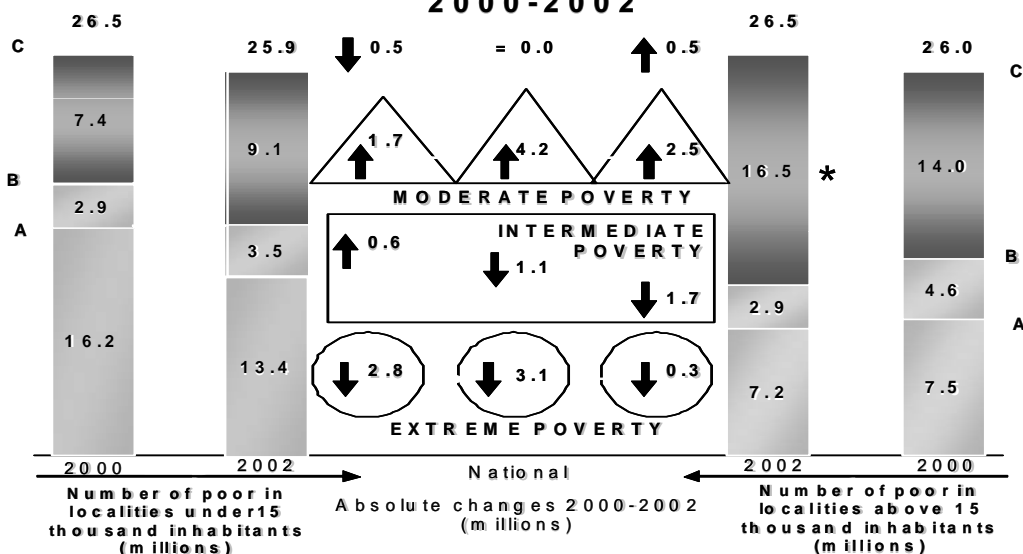 2000-2002
26.5
26.5
C
25.9
0.5
= 0.0
0.5
26.0
C
7.4
9.1
1.7
4.2
2.5
16.5
*
14.0
B
MODERATE POVERTY
2.9
A
3.5
0.6
INTERMEDIATE
POVERTY
1.1
1.7
2.9
B
4.6
A
16.2
13.4
2.8
3.1
0.3
7.2
7.5
EXTREME POVERTY
2000
2002
National
2002
2000
Number of poor in
localities under15
thousand inhabitants
(millions)
Absolute changes 2000-2002
(millions)
Number of poor in
localities above 15
thousand inhabitants
(millions)